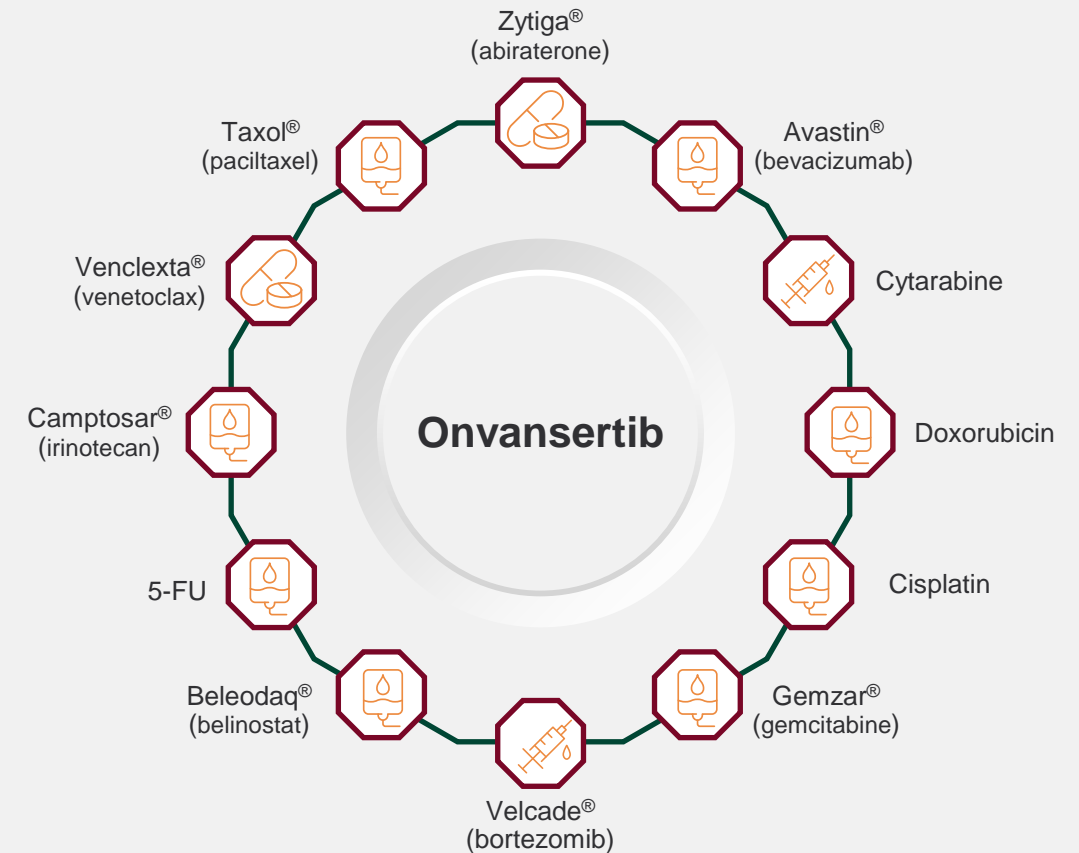 Zytiga®
(abiraterone)
Taxol®
(paciltaxel)
Avastin®
(bevacizumab)
Venclexta®
(venetoclax)
Cytarabine
Camptosar®
(irinotecan)
Onvansertib
Doxorubicin
5-FU
Cisplatin
Beleodaq®
(belinostat)
Gemzar®
(gemcitabine)
Velcade®
(bortezomib)